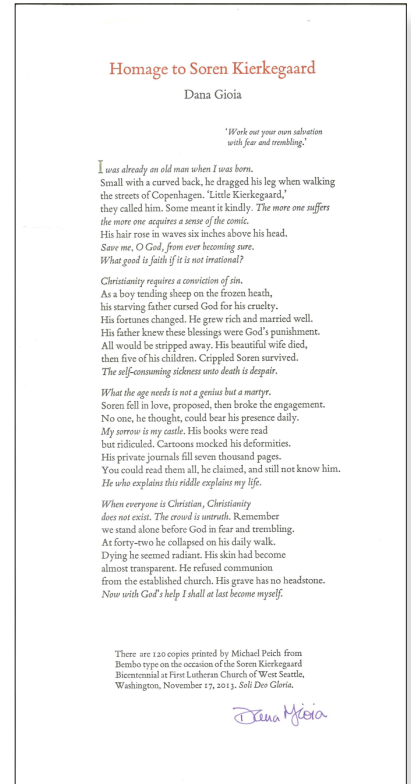 Homage to Soren Kierkegaard
Dana Gioia
'Work out your own salvation
with fear and trembling.'
I was already an old man when I was born.
Small with a curved back, he dragged his leg when walking
the streets of Copenhagen. 'Little Kierkegaard,'
they called him. Some meant it kindly. The more one suffers
the more one acquires a sense of the comic.
His hair rose in waves six inches above his head.
Save me, O God, from ever becoming sure.
What good is faith if it is not irrational?
Christianity requires a conviction of sin.
As a boy tending sheep on the frozen heath,
his starving father cursed God for his cruelty.
His fortunes changed. He grew rich and married well.
His father knew these blessings were God's punishment.
All would be stripped away. His beautiful wife died,
then five of his children. Crippled Soren survived.
The self-consuming sickness unto death is despair.
What the age needs is not a genius but a martyr.
Soren fell in love, proposed, then broke the engagement.
No one, he thought, could bear his presence daily.
My sorrow is my castle. His books were read
but ridiculed. Cartoons mocked his deformities.
His private journals fill seven thousand pages.
You could read them all, he claimed, and still not know him.
He who explains this riddle explains my life.
When everyone is Christian, Christianity
does not exist. The crowd is untruth. Remember
we stand alone before God in fear and trembling.
At forty-two he collapsed on his daily walk.
Dying he seemed radiant. His skin had become
almost transparent. He refused communion
from the established church. His grave has no headstone.
Now with God's help I shall at last become myself.
There are 120 copies printed by Michael Peich from
Bembo type on the occasion of the Soren Kierkegaard
Bicentennial at First Lutheran Church of West Seattle,
Washington, November 17, 2013. Soli Deo Gloria.
Dana Gioia